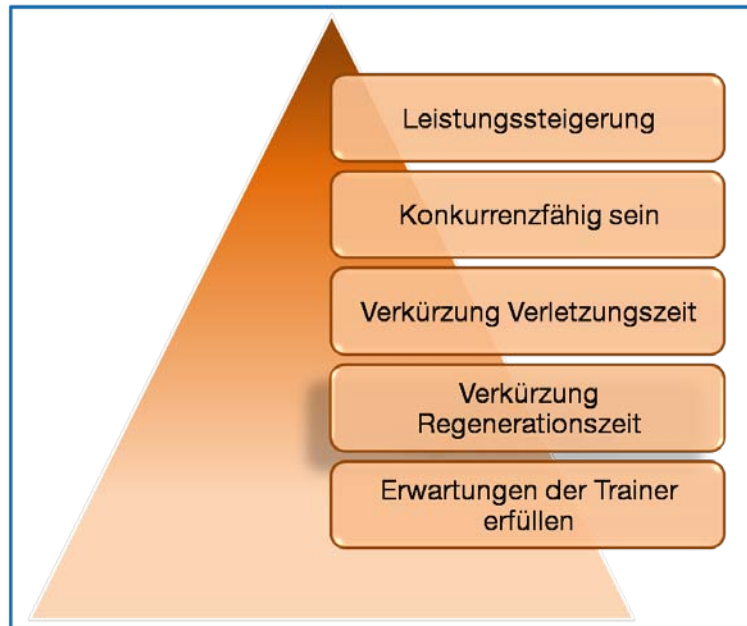 Leistungssteigerung
Konkurrenzfähig sein
Verkürzung Verletzungszeit
Verkürzung
Regenerationszeit
Erwartungen der Trainer
erfüllen